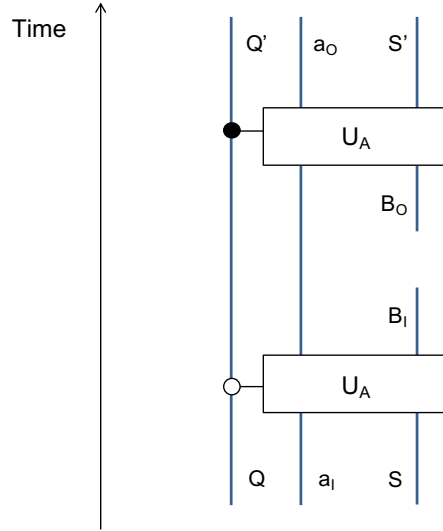 Time
Q’ a_O S’
U_A
B_O
B_I
U_A
Q a_I S